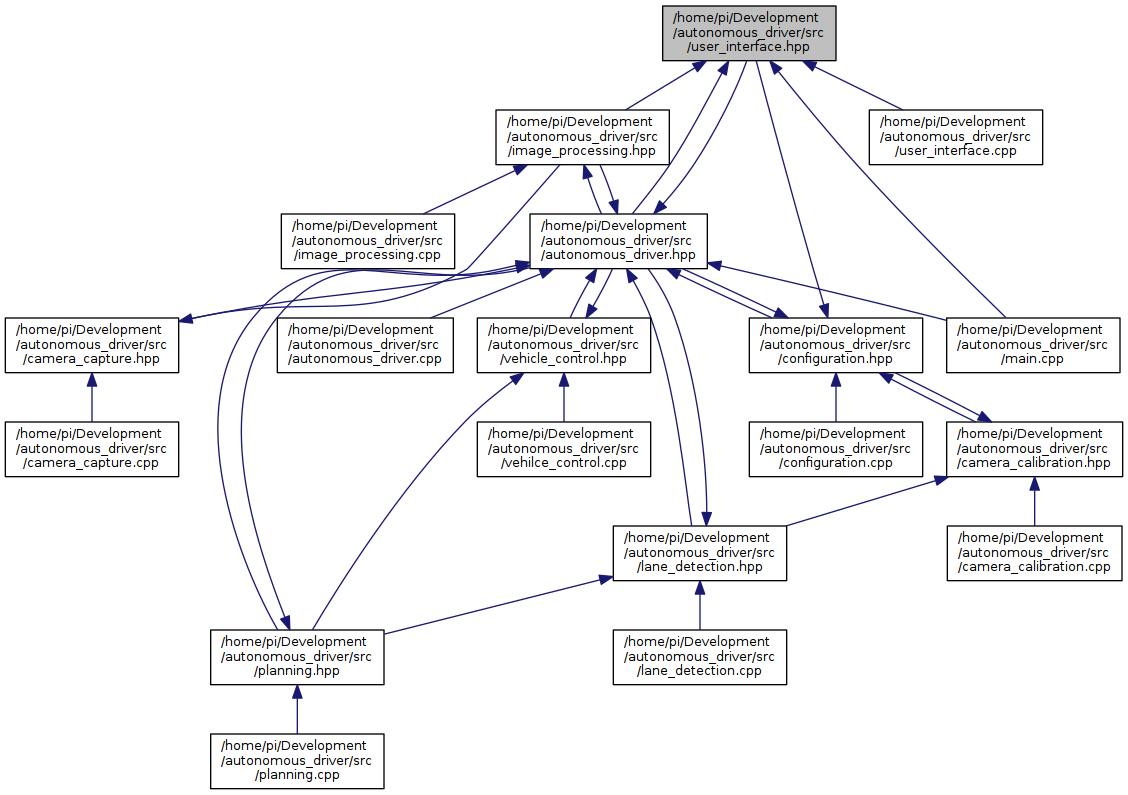 /home/pi/Development
/autonomous_driver/src
/user_interface.hpp
/home/pi/Development
/autonomous_driver/src
/image_processing.hpp
/home/pi/Development
/autonomous_driver/src
/user_interface.cpp
/home/pi/Development
/autonomous_driver/src
/image_processing.cpp
/home/pi/Development
/autonomous_driver/src
/autonomous_driver.hpp
/home/pi/Development
/autonomous_driver/src
/camera_capture.hpp
/home/pi/Development
/autonomous_driver/src
/autonomous_driver.cpp
/home/pi/Development
/autonomous_driver/src
/vehicle_control.hpp
/home/pi/Development
/autonomous_driver/src
/configuration.hpp
/home/pi/Development
/autonomous_driver/src
/main.cpp
/home/pi/Development
/autonomous_driver/src
/camera_capture.cpp
/home/pi/Development
/autonomous_driver/src
/vehilce_control.cpp
/home/pi/Development
/autonomous_driver/src
/configuration.cpp
/home/pi/Development
/autonomous_driver/src
/camera_calibration.hpp
/home/pi/Development
/autonomous_driver/src
/lane_detection.hpp
/home/pi/Development
/autonomous_driver/src
/camera_calibration.cpp
/home/pi/Development
/autonomous_driver/src
/planning.hpp
/home/pi/Development
/autonomous_driver/src
/lane_detection.cpp
/home/pi/Development
/autonomous_driver/src
/planning.cpp